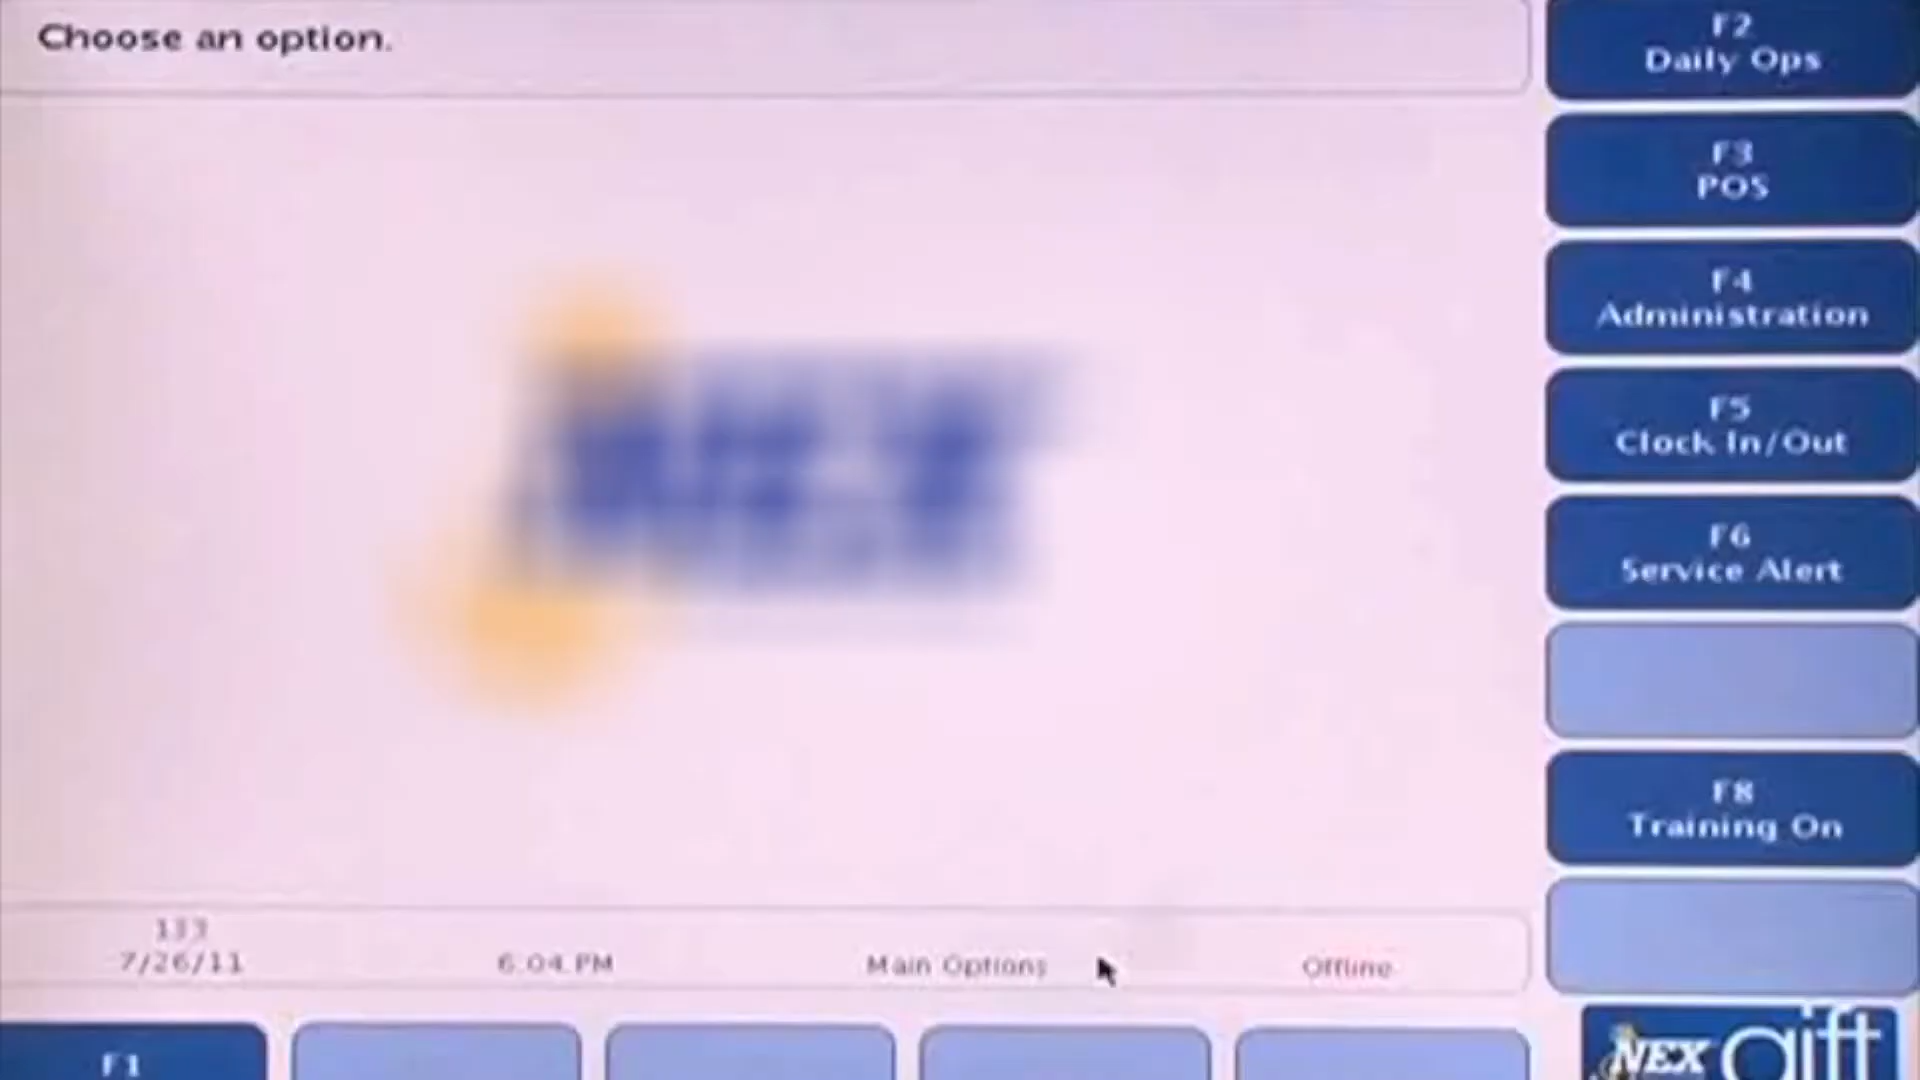 Choose an option.
F2
Daily Ops
F3
POS
F4
Administration
F5
Clock In/Out
F6
Service Alert
F8
Training On
133
7/26/11
6:04 PM
Main Options
Offline
F1
NEX gift